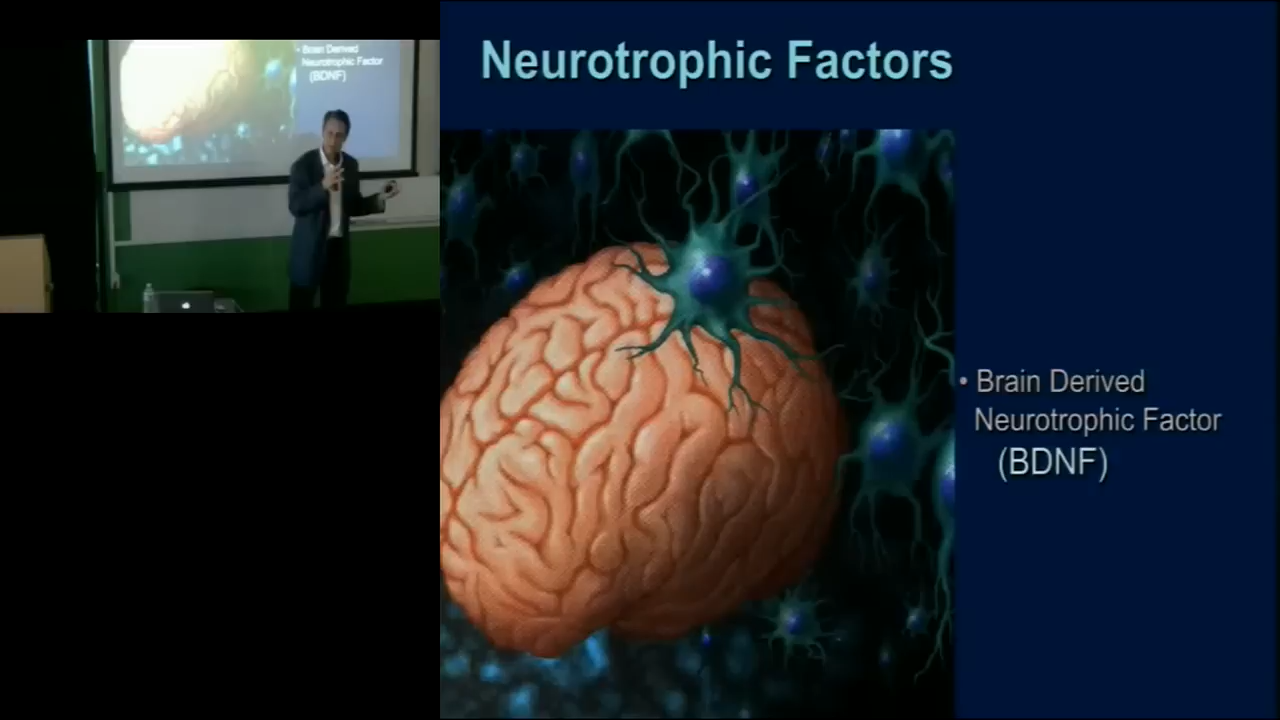 Neurotrophic Factors
• Brain Derived
Neurotrophic Factor
(BDNF)
• Brain Derived
Neurotrophic Factor
(BDNF)